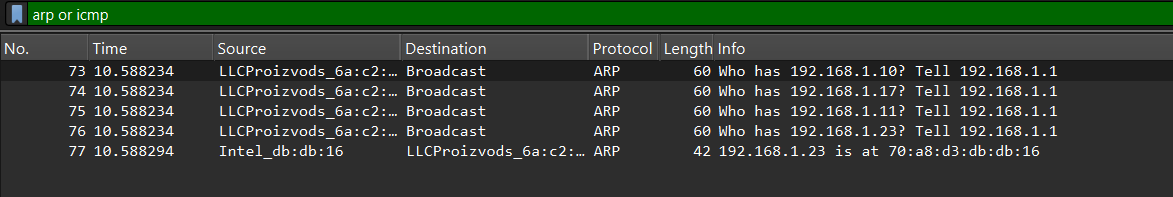 arp or icmp
No. Time Source Destination Protocol Length Info
73 10.588234 LLCProizvods_6a:c2:… Broadcast ARP 60 Who has 192.168.1.10? Tell 192.168.1.1
74 10.588234 LLCProizvods_6a:c2:… Broadcast ARP 60 Who has 192.168.1.17? Tell 192.168.1.1
75 10.588234 LLCProizvods_6a:c2:… Broadcast ARP 60 Who has 192.168.1.11? Tell 192.168.1.1
76 10.588234 LLCProizvods_6a:c2:… Broadcast ARP 60 Who has 192.168.1.23? Tell 192.168.1.1
77 10.588294 Intel_db:db:16 LLCProizvods_6a:c2:… ARP 42 192.168.1.23 is at 70:a8:d3:db:db:16